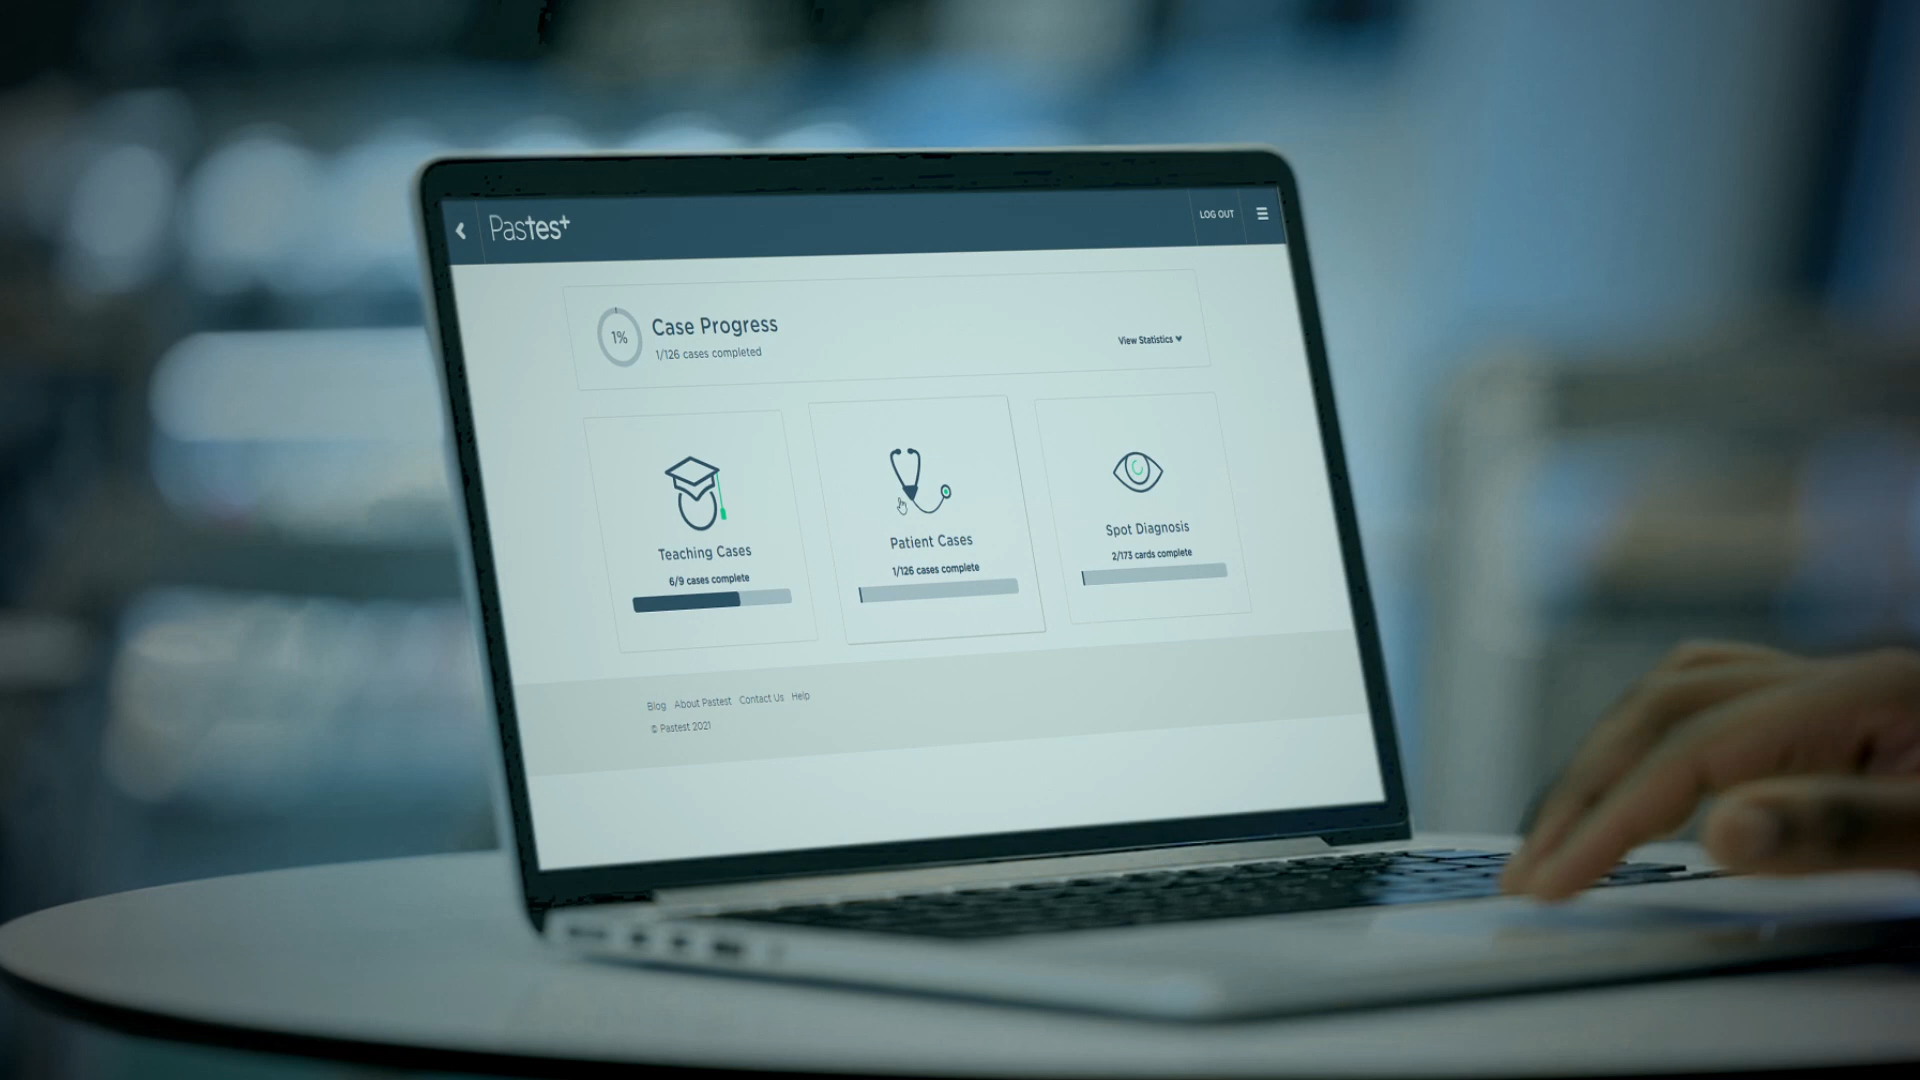 Pastest+
LOG OUT
1%
Case Progress
1/126 cases completed
View Statistics
Teaching Cases
6/9 cases complete
Patient Cases
1/126 cases complete
Spot Diagnosis
2/173 cards complete
Blog About Pastest Contact Us Help
© Pastest 2021